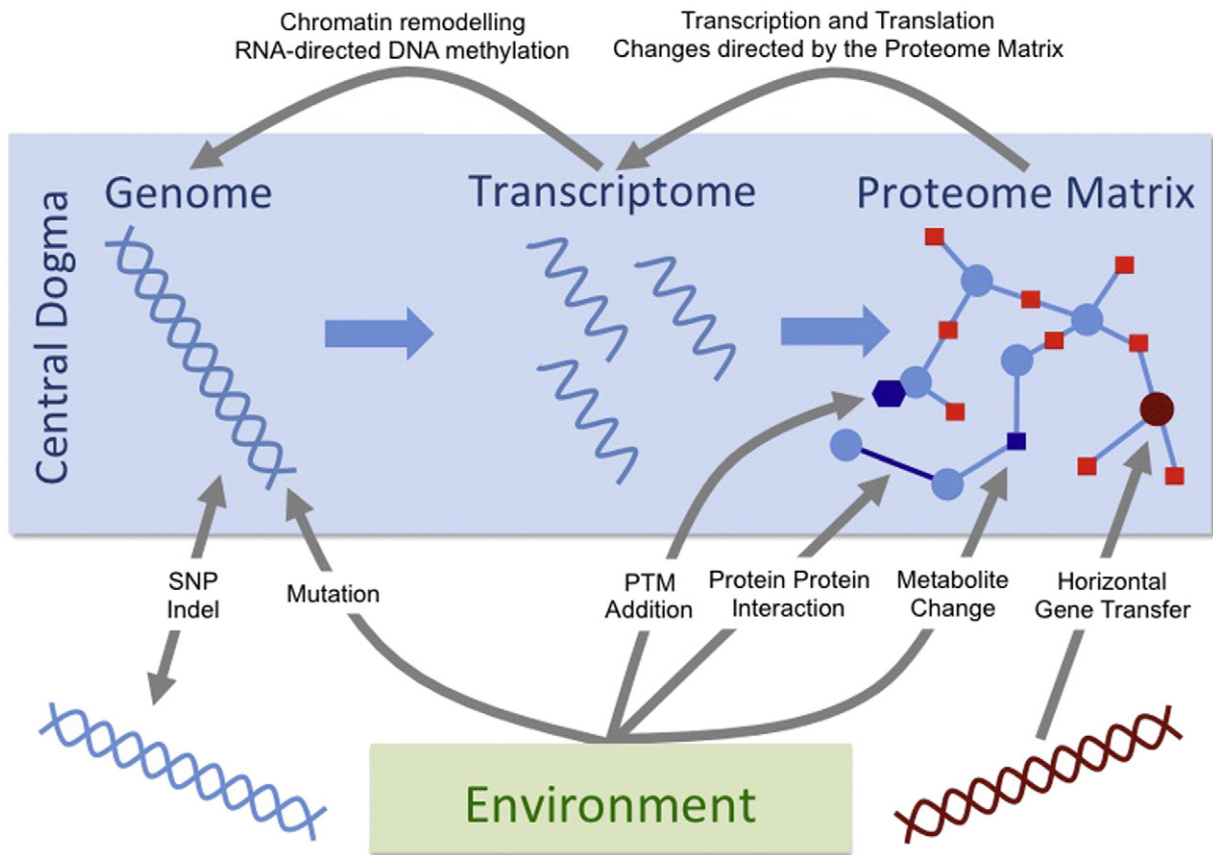 Chromatin remodelling
RNA-directed DNA methylation
Transcription and Translation
Changes directed by the Proteome Matrix
Central Dogma
Genome
Transcriptome
Proteome Matrix
SNP
Indel
Mutation
PTM
Addition
Protein Protein
Interaction
Metabolite
Change
Horizontal
Gene Transfer
Environment